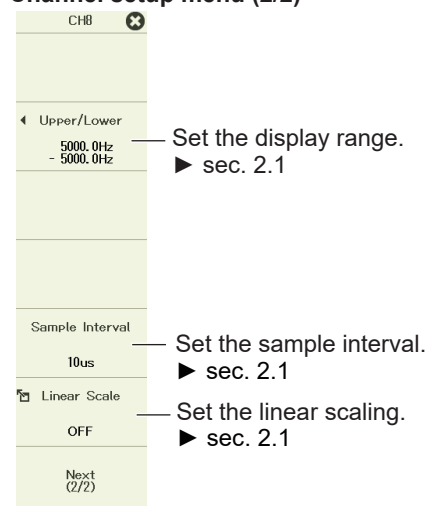 Channel setup menu (2/2)
CH8
Upper/Lower
5000.0Hz
- 5000.0Hz
Set the display range.
► sec. 2.1
Sample Interval
10us
Set the sample interval.
► sec. 2.1
Linear Scale
OFF
Set the linear scaling.
► sec. 2.1
Next
(2/2)